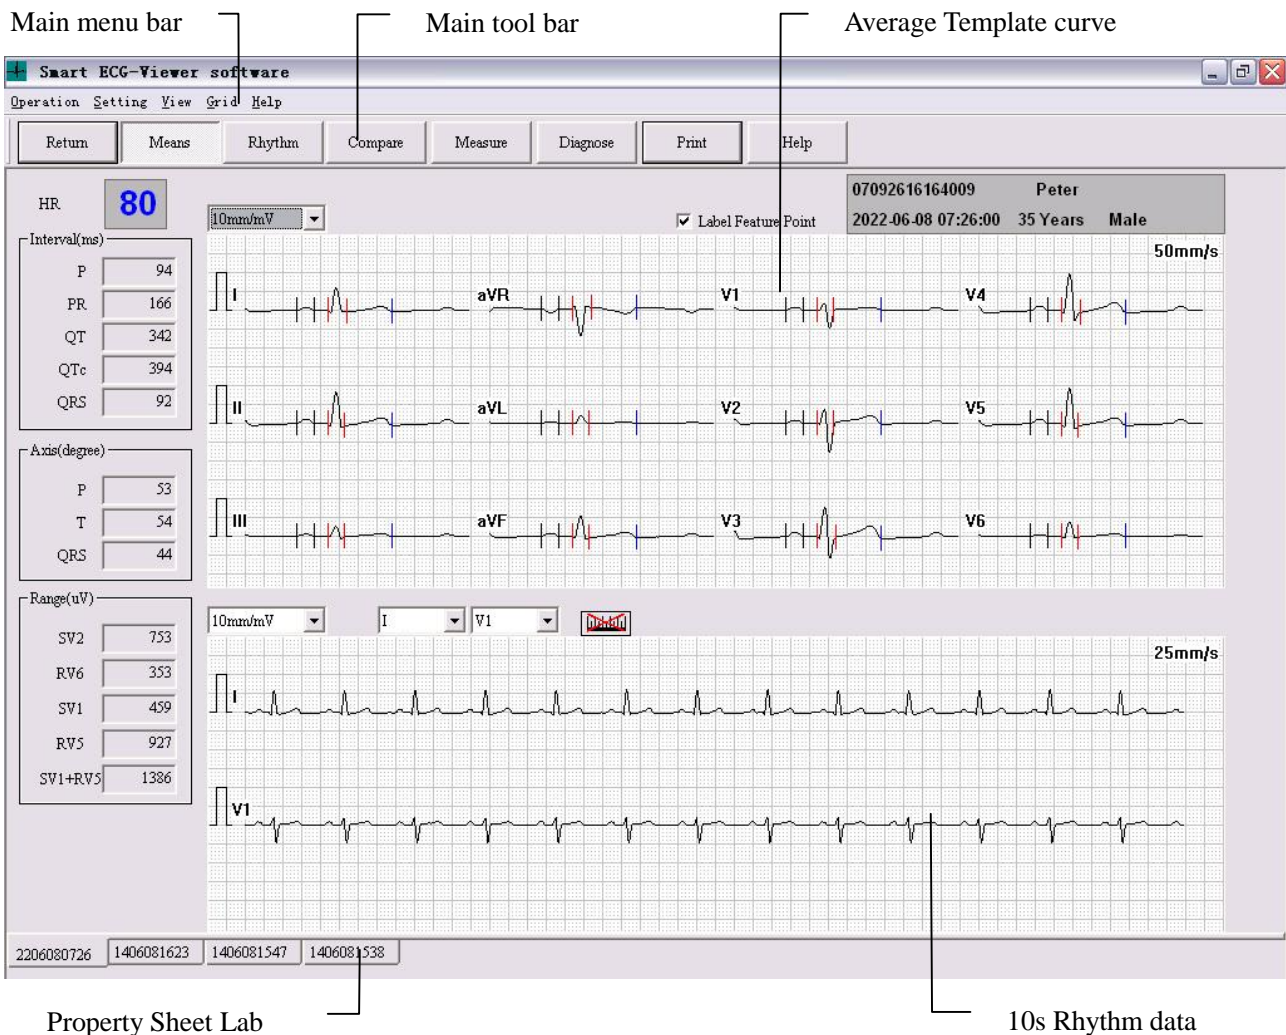 Main menu bar
Main tool bar
Average Template curve
Smart ECG-Viewer software
Operation Setting View Grid Help
Return Means Rhythm Compare Measure Diagnose Print Help
HR 80
10mm/mV
Label Feature Point
07092616164009 Peter
2022-06-08 07:26:00 35 Years Male
50mm/s
Interval(ms)
P 94
PR 166
QT 342
QTc 394
QRS 92
Axis(degree)
P 53
T 54
QRS 44
Range(uV)
SV2 753
RV6 353
SV1 459
RV5 927
SV1+RV5 1386
I aVR V1 V4
II aVL V2 V5
III aVF V3 V6
10mm/mV I V1
25mm/s
I
V1
2206080726 1406081623 1406081547 1406081538
Property Sheet Lab
10s Rhythm data